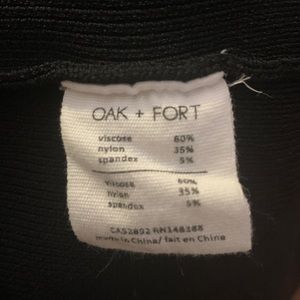 OAK + FORT
viscose 60%
nylon 35%
spandex 5%
viscose 60%
nylon 35%
spandex 5%
CA52892 RN148388
made in China/ fait en Chine